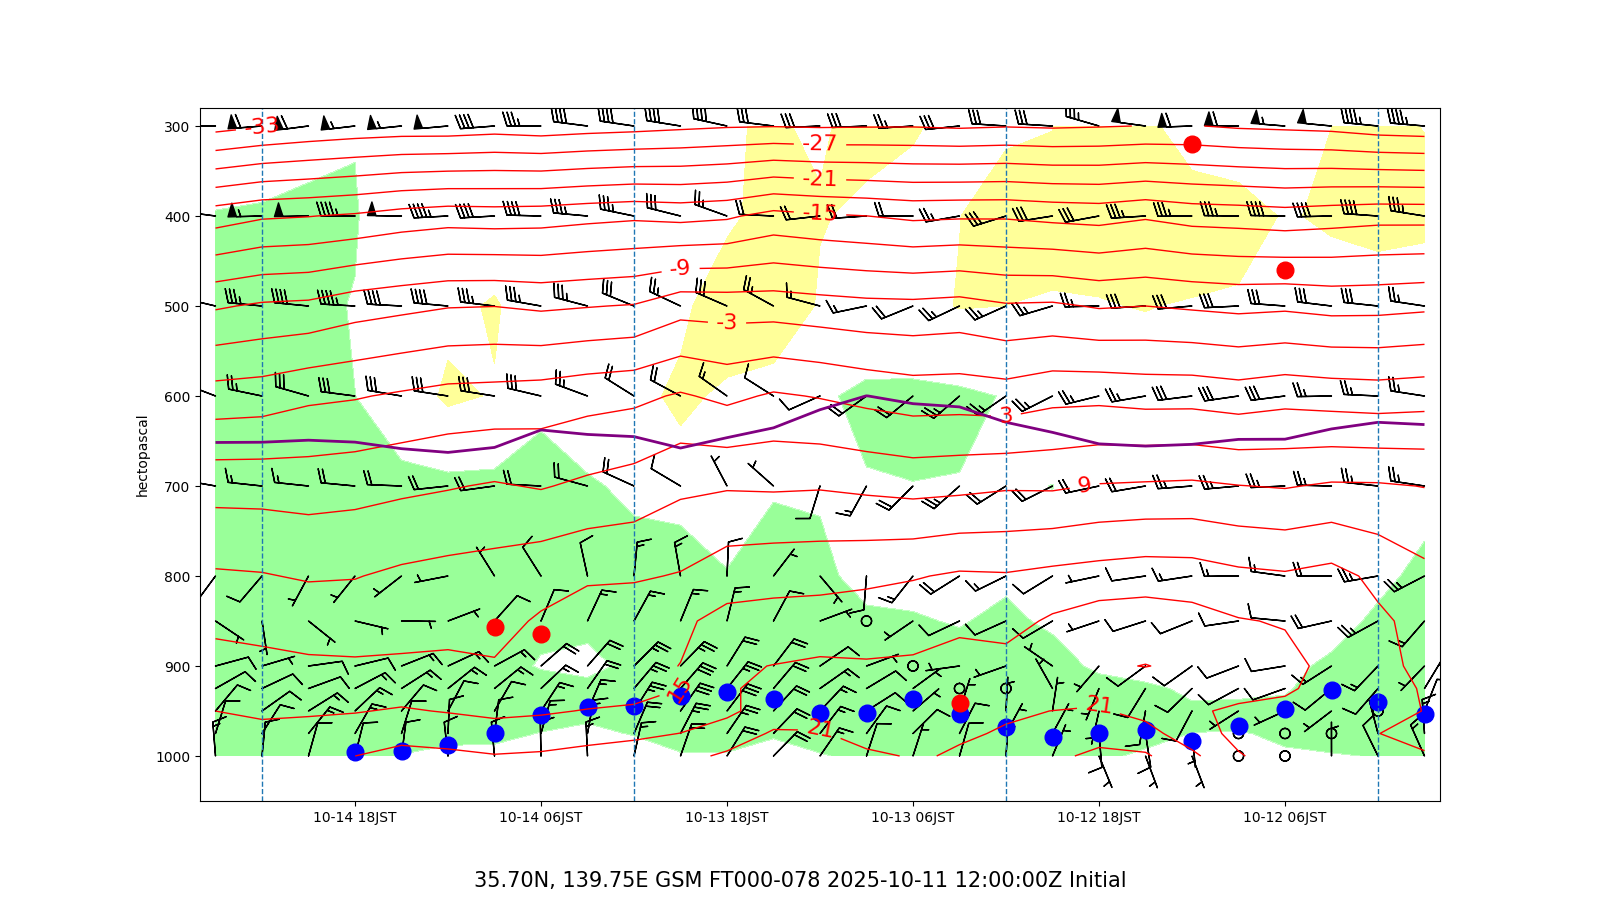 300
400
500
600
700
800
900
1000
hectopascal
-33
-27
-21
-15
-9
-3
3
9
15
21
21
10-14 18JST
10-14 06JST
10-13 18JST
10-13 06JST
10-12 18JST
10-12 06JST
35.70N, 139.75E GSM FT000-078 2025-10-11 12:00:00Z Initial